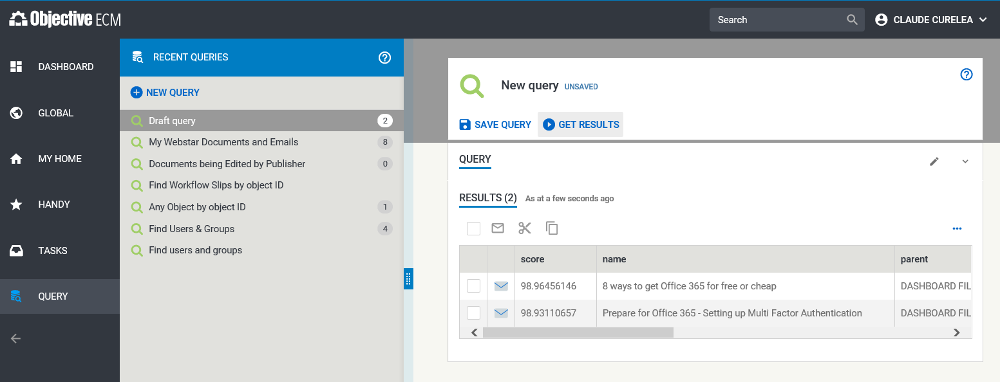 Objective ECM
Search
CLAUDE CURELEA
DASHBOARD
GLOBAL
MY HOME
HANDY
TASKS
QUERY
RECENT QUERIES
NEW QUERY
Draft query 2
My Webstar Documents and Emails 8
Documents being Edited by Publisher 0
Find Workflow Slips by object ID
Any Object by object ID 1
Find Users & Groups 4
Find users and groups
New query UNSAVED
SAVE QUERY GET RESULTS
QUERY
RESULTS (2) As at a few seconds ago
score name parent
98.96456146 8 ways to get Office 365 for free or cheap DASHBOARD FIL
98.93110657 Prepare for Office 365 - Setting up Multi Factor Authentication DASHBOARD FIL